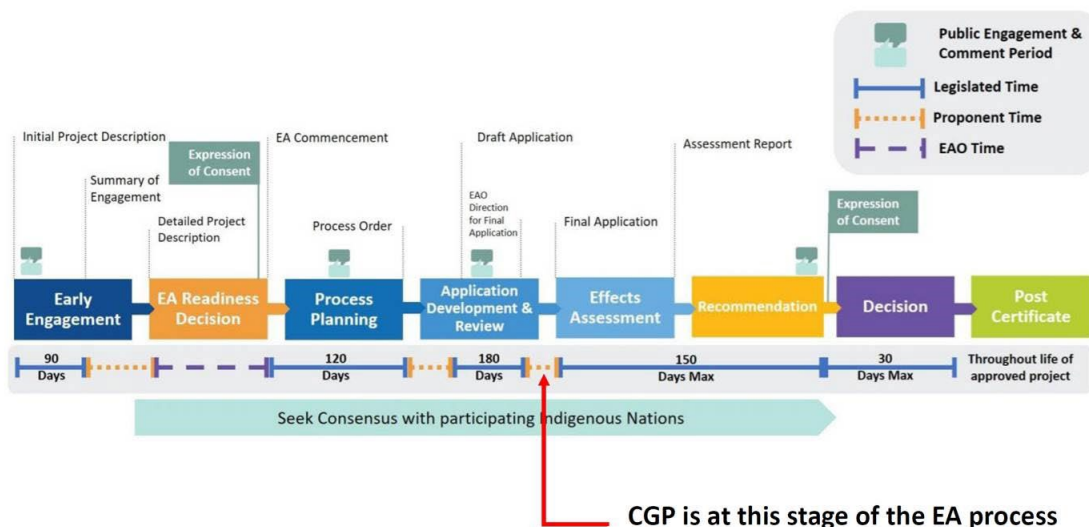 Public Engagement &
Comment Period
Legislated Time
Proponent Time
EAO Time
Initial Project Description
Expression
of Consent
EA Commencement
Draft Application
Assessment Report
Summary of
Engagement
Detailed Project
Description
Process Order
EAO
Direction
for Final
Application
Final Application
Expression
of Consent
Early
Engagement
EA Readiness
Decision
Process
Planning
Application
Development &
Review
Effects
Assessment
Recommendation
Decision
Post
Certificate
90
Days
120
Days
180
Days
150
Days Max
30
Days Max
Throughout life of
approved project
Seek Consensus with participating Indigenous Nations
CGP is at this stage of the EA process